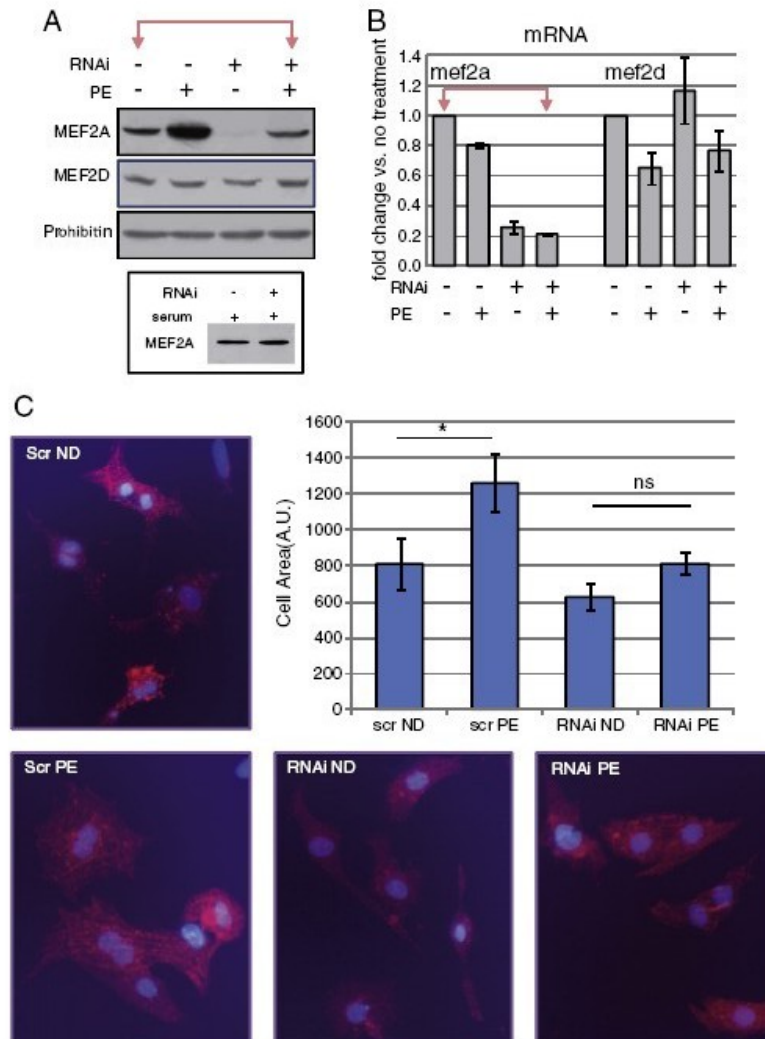 A
RNAi - - + +
PE - + - +
MEF2A
MEF2D
Prohibitin
RNAi - +
serum + +
MEF2A
B
mRNA
mef2a mef2d
fold change vs. no treatment
1.4
1.2
1.0
0.8
0.6
0.4
0.2
0.0
RNAi - - + + - - + +
PE - + - + - + - +
C
Scr ND
Cell Area(A.U.)
1600
1400
1200
1000
800
600
400
200
0
*
ns
scr ND scr PE RNAi ND RNAi PE
Scr PE
RNAi ND
RNAi PE